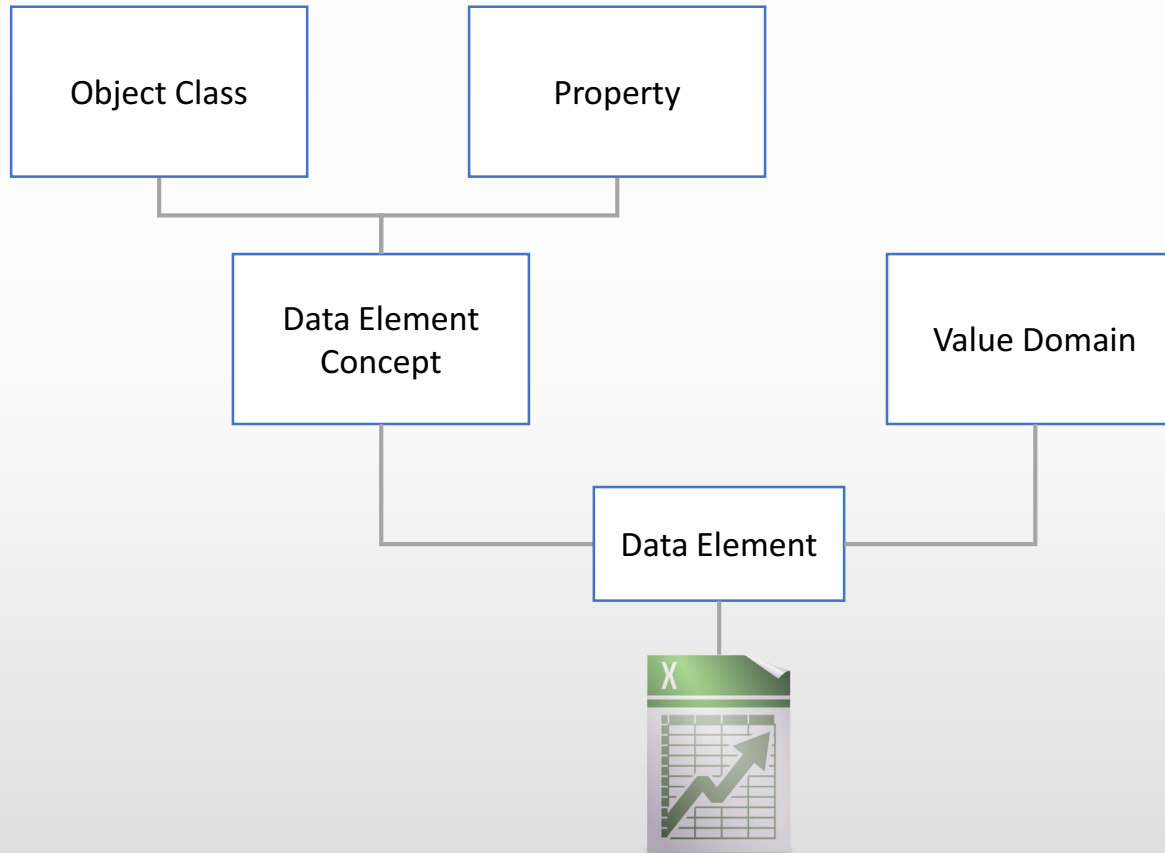 Object Class
Property
Data Element
Concept
Value Domain
Data Element
X